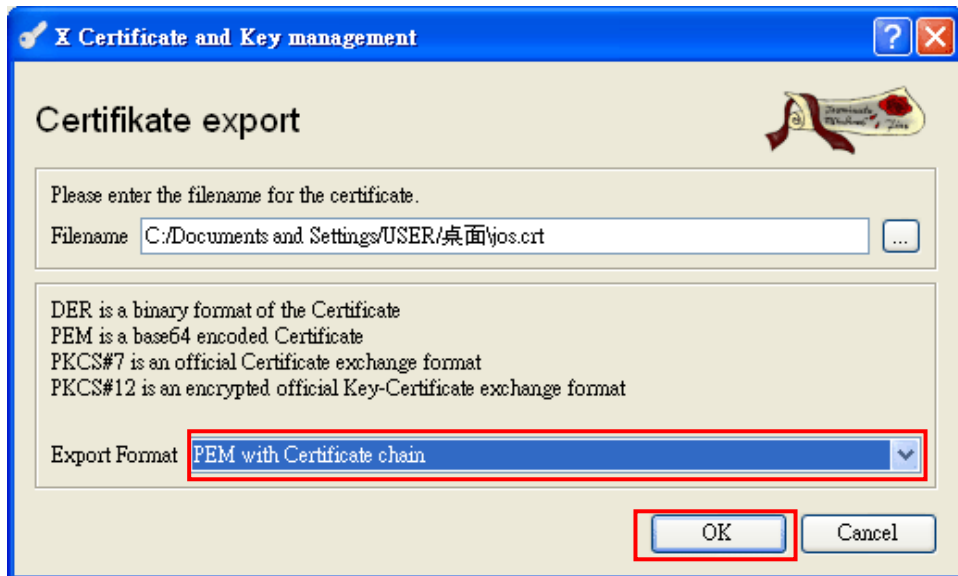 X Certificate and Key management
Certifikate export
Please enter the filename for the certificate.
Filename C:/Documents and Settings/USER/桌面\jos.crt ...
DER is a binary format of the Certificate
PEM is a base64 encoded Certificate
PKCS#7 is an official Certificate exchange format
PKCS#12 is an encrypted official Key-Certificate exchange format
Export Format PEM with Certificate chain
OK Cancel